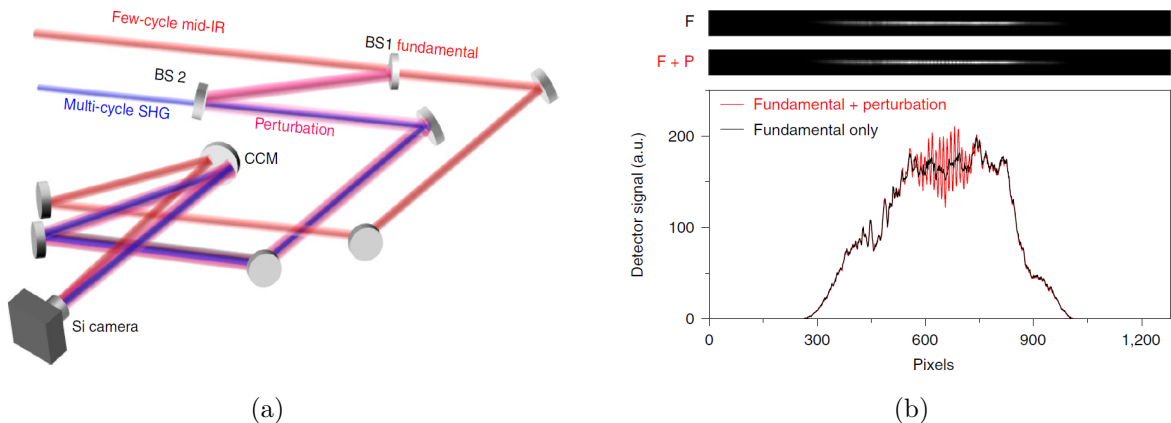 Few-cycle mid-IR
BS1 fundamental
BS 2
Multi-cycle SHG
Perturbation
CCM
Si camera
(a)
F
F + P
Fundamental + perturbation
Fundamental only
Detector signal (a.u.)
200
100
0
0 300 600 900 1,200
Pixels
(b)